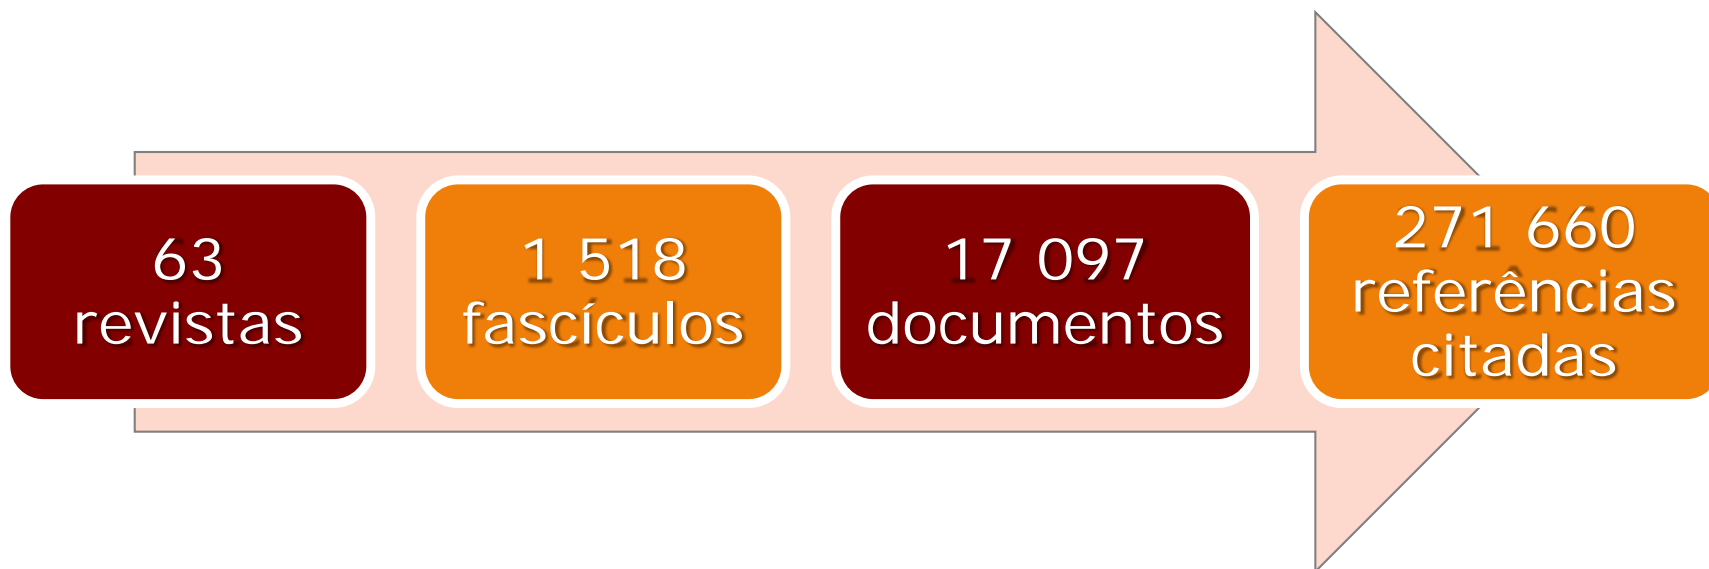 63
revistas
1 518
fascículos
17 097
documentos
271 660
referências
citadas